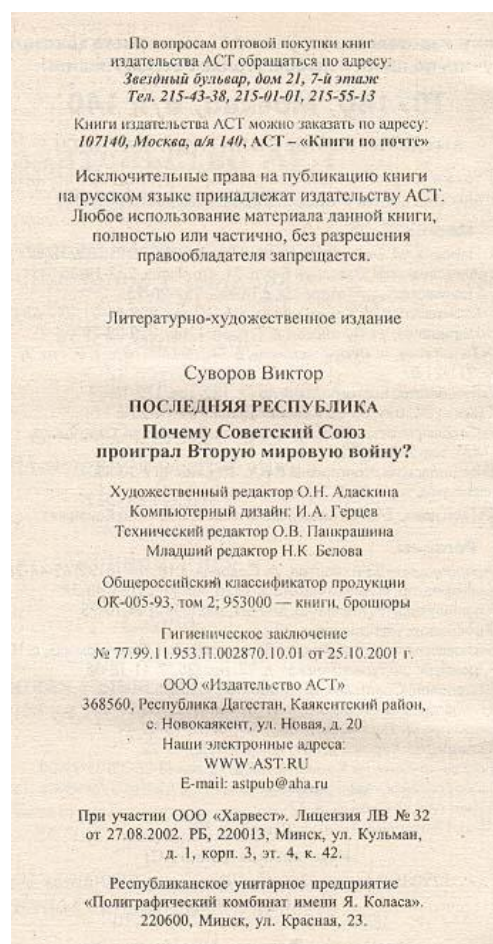 По вопросам оптовой покупки книг
издательства АСТ обращаться по адресу:
Звездный бульвар, дом 21, 7-й этаж
Тел. 215-43-38, 215-01-01, 215-55-13
Книги издательства АСТ можно заказать по адресу:
107140, Москва, а/я 140, АСТ – «Книги по почте»
Исключительные права на публикацию книги
на русском языке принадлежат издательству АСТ.
Любое использование материала данной книги,
полностью или частично, без разрешения
правообладателя запрещается.
Литературно-художественное издание
Суворов Виктор
ПОСЛЕДНЯЯ РЕСПУБЛИКА
Почему Советский Союз
проиграл Вторую мировую войну?
Художественный редактор О.Н. Адаскина
Компьютерный дизайн: И.А. Герцев
Технический редактор О.В. Панкрашина
Младший редактор Н.К. Белова
Общероссийский классификатор продукции
ОК-005-93, том 2; 953000 — книги, брошюры
Гигиеническое заключение
№ 77.99.11.953.П.002870.10.01 от 25.10.2001 г.
ООО «Издательство АСТ»
368560, Республика Дагестан, Каякентский район,
с. Новокаякент, ул. Новая, д. 20
Наши электронные адреса:
WWW.AST.RU
E-mail: astpub@aha.ru
При участии ООО «Харвест». Лицензия ЛВ № 32
от 27.08.2002. РБ, 220013, Минск, ул. Кульман,
д. 1, корп. 3, эт. 4, к. 42.
Республиканское унитарное предприятие
«Полиграфический комбинат имени Я. Коласа».
220600, Минск, ул. Красная, 23.